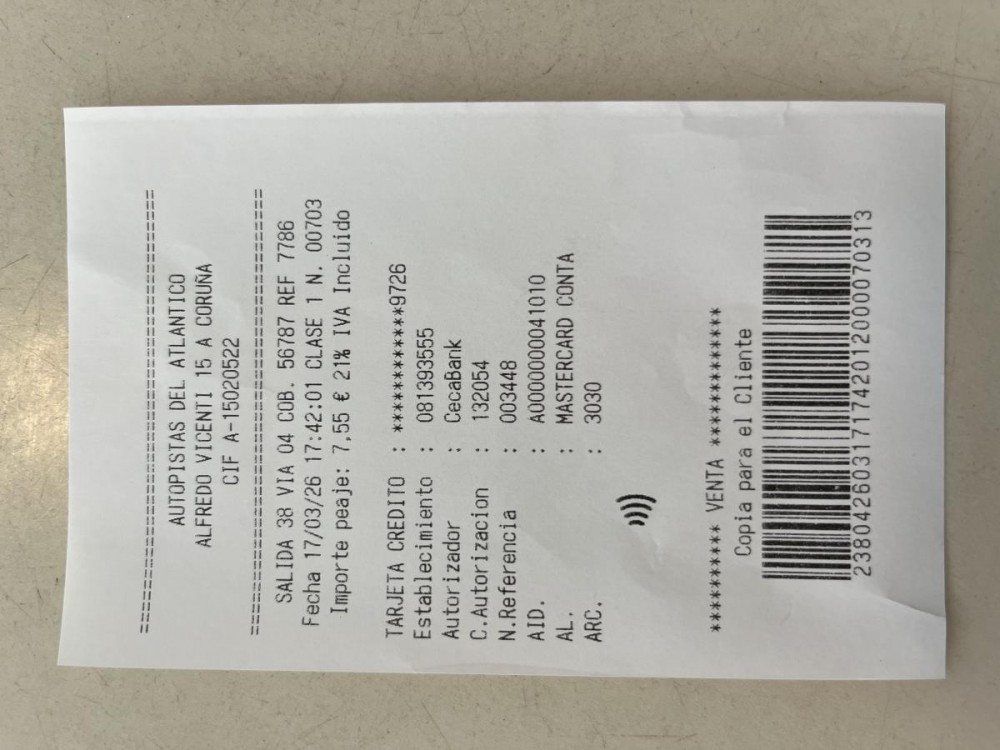 =============================================
AUTOPISTAS DEL ATLANTICO
ALFREDO VICENTI 15 A CORUÑA
CIF A-15020522
=============================================
SALIDA 38 VIA 04 COB. 56787 REF 7786
Fecha 17/03/26 17:42:01 CLASE 1 N. 00703
Importe peaje: 7,55 € 21% IVA Incluido
TARJETA CREDITO : ************9726
Establecimiento : 081393555
Autorizador : CecaBank
C.Autorizacion : 132054
N.Referencia : 003448
AID. : A0000000041010
AL. : MASTERCARD CONTA
ARC. : 3030
********** VENTA *************
Copia para el Cliente
23804260317174201200070313